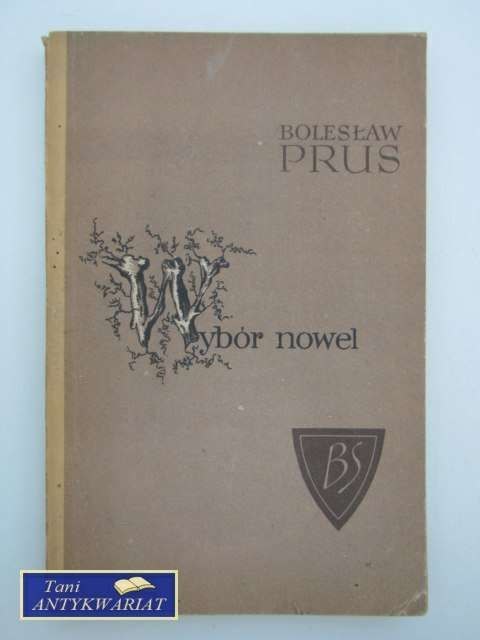 BOLESŁAW
PRUS
Wybór nowel
BS
Tani
ANTYKWARIAT